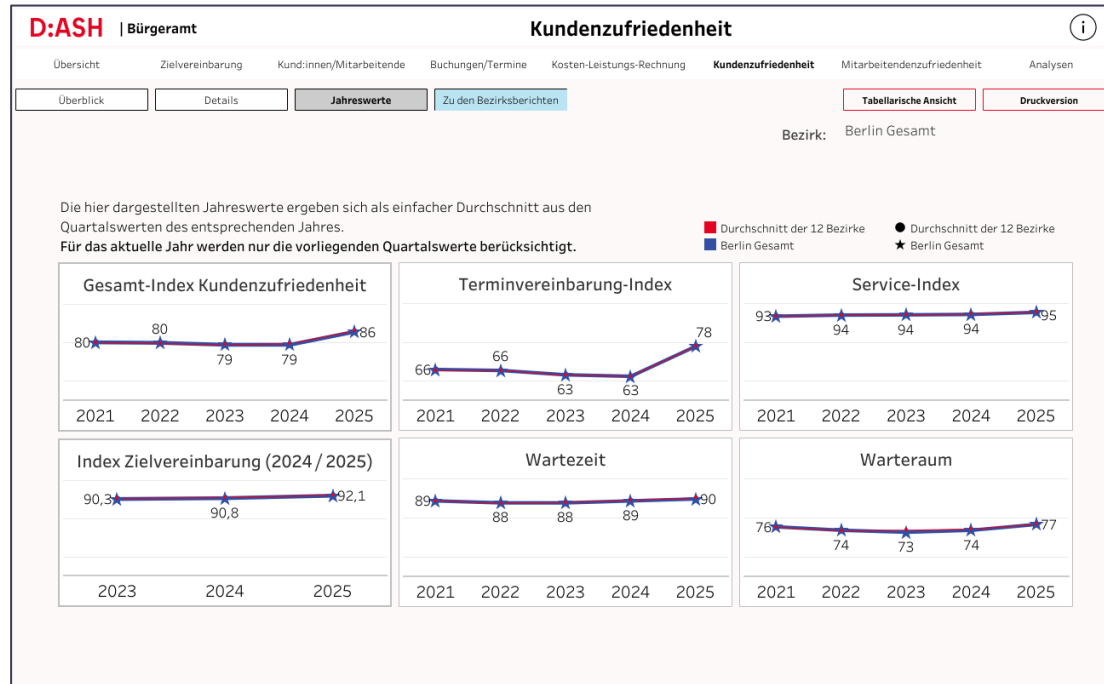 D:ASH | Bürgeramt
Kundenzufriedenheit
i
Übersicht
Zielvereinbarung
Kund:innen/Mitarbeitende
Buchungen/Termine
Kosten-Leistungs-Rechnung
Kundenzufriedenheit
Mitarbeitendenzufriedenheit
Analysen
Überblick
Details
Jahreswerte
Zu den Bezirksberichten
Tabellarische Ansicht
Druckversion
Bezirk: Berlin Gesamt
Die hier dargestellten Jahreswerte ergeben sich als einfacher Durchschnitt aus den
Quartalswerten des entsprechenden Jahres.
Für das aktuelle Jahr werden nur die vorliegenden Quartalswerte berücksichtigt.
Durchschnitt der 12 Bezirke
Berlin Gesamt
Durchschnitt der 12 Bezirke
Berlin Gesamt
Gesamt-Index Kundenzufriedenheit
80 80 79 79 86
2021 2022 2023 2024 2025
Terminvereinbarung-Index
66 66 63 63 78
2021 2022 2023 2024 2025
Service-Index
93 94 94 94 95
2021 2022 2023 2024 2025
Index Zielvereinbarung (2024 / 2025)
90,3 90,8 92,1
2023 2024 2025
Wartezeit
89 88 88 89 90
2021 2022 2023 2024 2025
Warteraum
76 74 73 74 77
2021 2022 2023 2024 2025